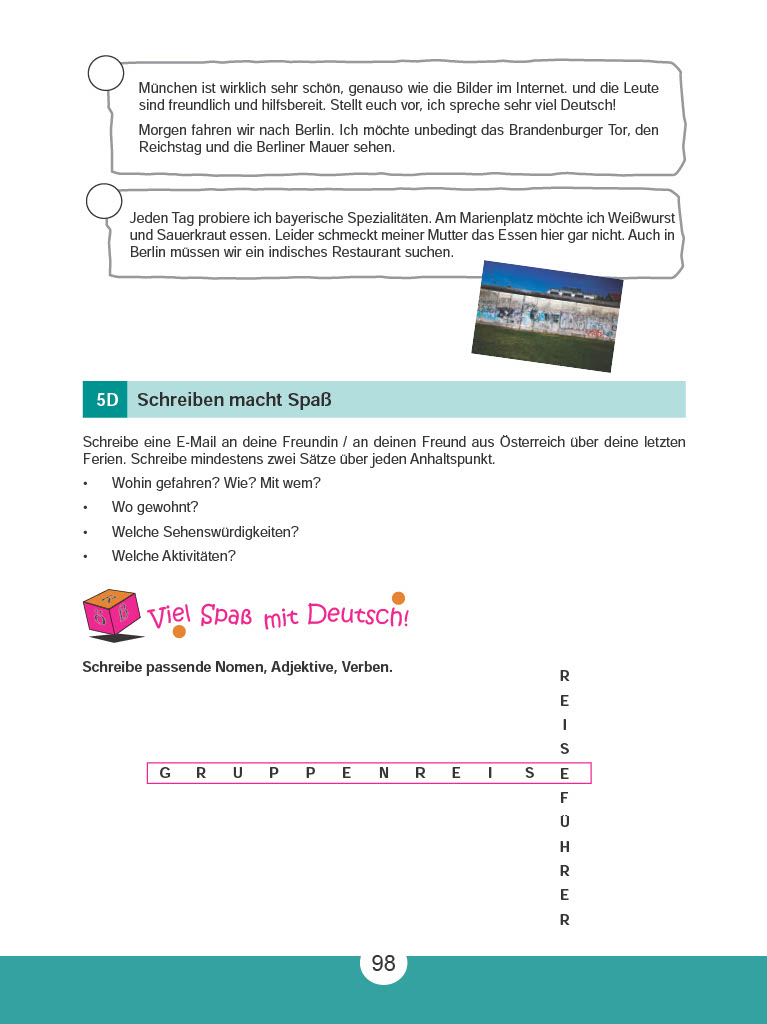 München ist wirklich sehr schön, genauso wie die Bilder im Internet. und die Leute
sind freundlich und hilfsbereit. Stellt euch vor, ich spreche sehr viel Deutsch!
Morgen fahren wir nach Berlin. Ich möchte unbedingt das Brandenburger Tor, den
Reichstag und die Berliner Mauer sehen.
Jeden Tag probiere ich bayerische Spezialitäten. Am Marienplatz möchte ich Weißwurst
und Sauerkraut essen. Leider schmeckt meiner Mutter das Essen hier gar nicht. Auch in
Berlin müssen wir ein indisches Restaurant suchen.
5D Schreiben macht Spaß
Schreibe eine E-Mail an deine Freundin / an deinen Freund aus Österreich über deine letzten
Ferien. Schreibe mindestens zwei Sätze über jeden Anhaltspunkt.
• Wohin gefahren? Wie? Mit wem?
• Wo gewohnt?
• Welche Sehenswürdigkeiten?
• Welche Aktivitäten?
Viel Spaß mit Deutsch!
Schreibe passende Nomen, Adjektive, Verben.
R
E
I
S
G R U P P E N R E I S E
F
Ü
H
R
E
R
98